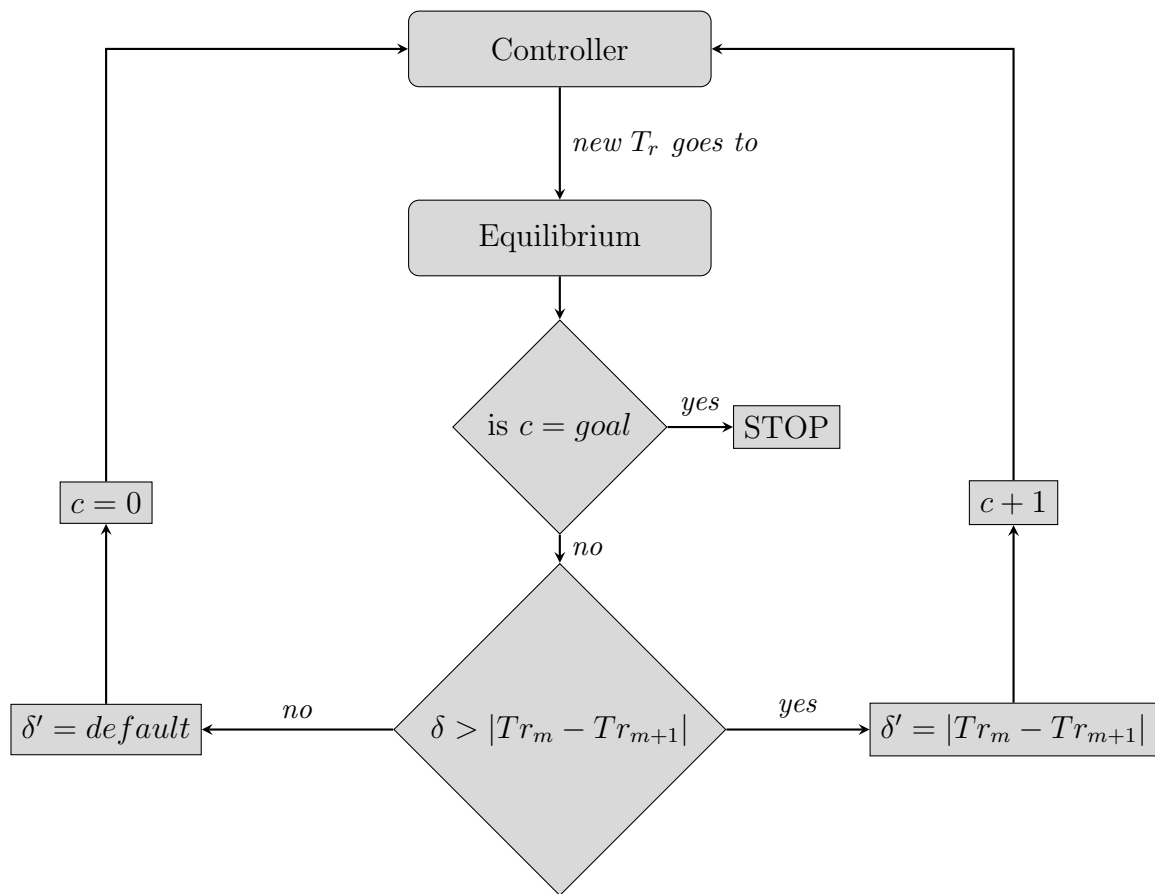 Controller
new T_r goes to
Equilibrium
is c = goal
yes
STOP
c = 0
c + 1
no
no
yes
δ′ = default
δ > |Tr_m − Tr_{m+1}|
δ′ = |Tr_m − Tr_{m+1}|